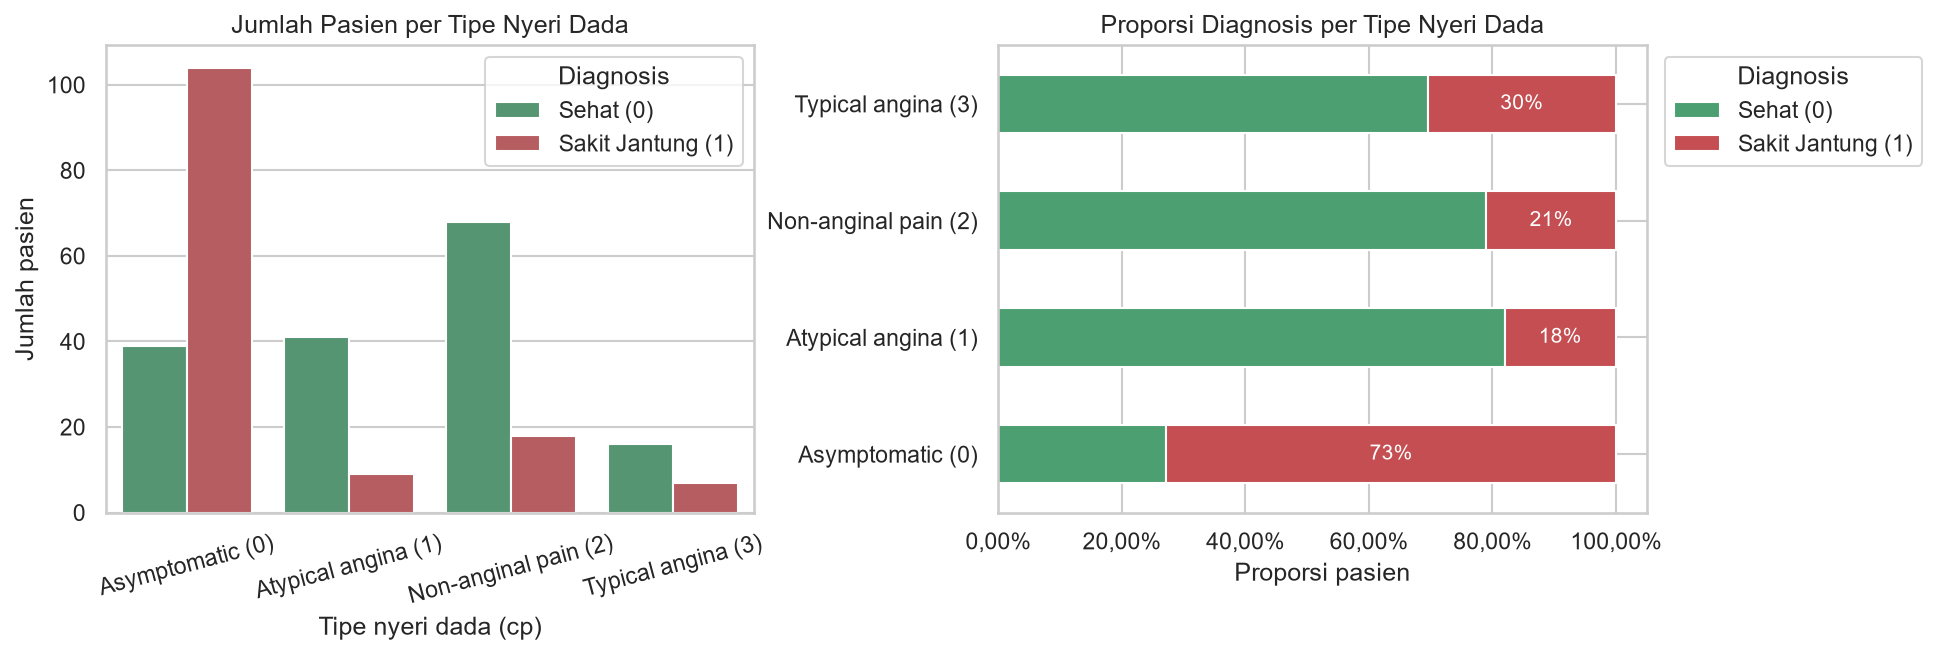 Jumlah Pasien per Tipe Nyeri Dada
Jumlah pasien
100
80
60
40
20
0
Diagnosis
Sehat (0)
Sakit Jantung (1)
Asymptomatic (0)
Atypical angina (1)
Non-anginal pain (2)
Typical angina (3)
Tipe nyeri dada (cp)
Proporsi Diagnosis per Tipe Nyeri Dada
Typical angina (3)
30%
Non-anginal pain (2)
21%
Atypical angina (1)
18%
Asymptomatic (0)
73%
0,00% 20,00% 40,00% 60,00% 80,00% 100,00%
Proporsi pasien
Diagnosis
Sehat (0)
Sakit Jantung (1)